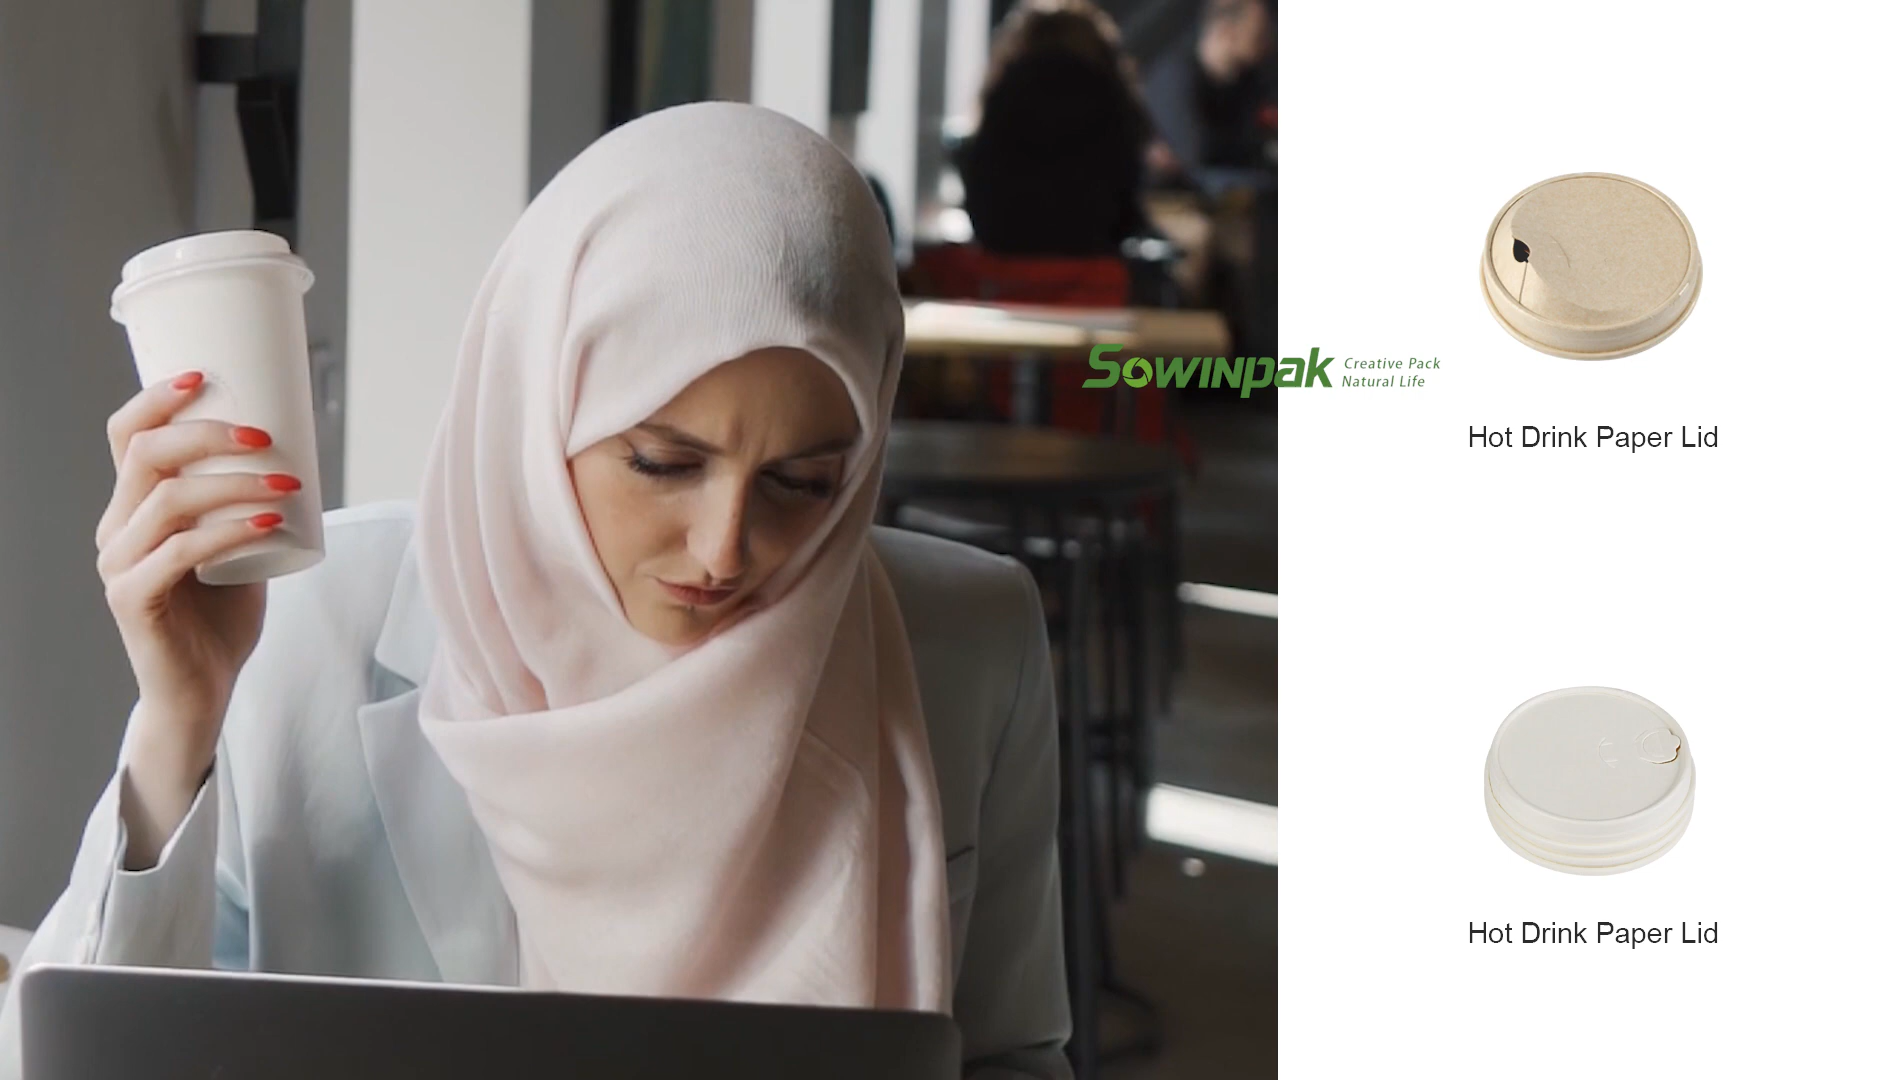 Sowinpak
Creative Pack
Natural Life
Hot Drink Paper Lid
Hot Drink Paper Lid